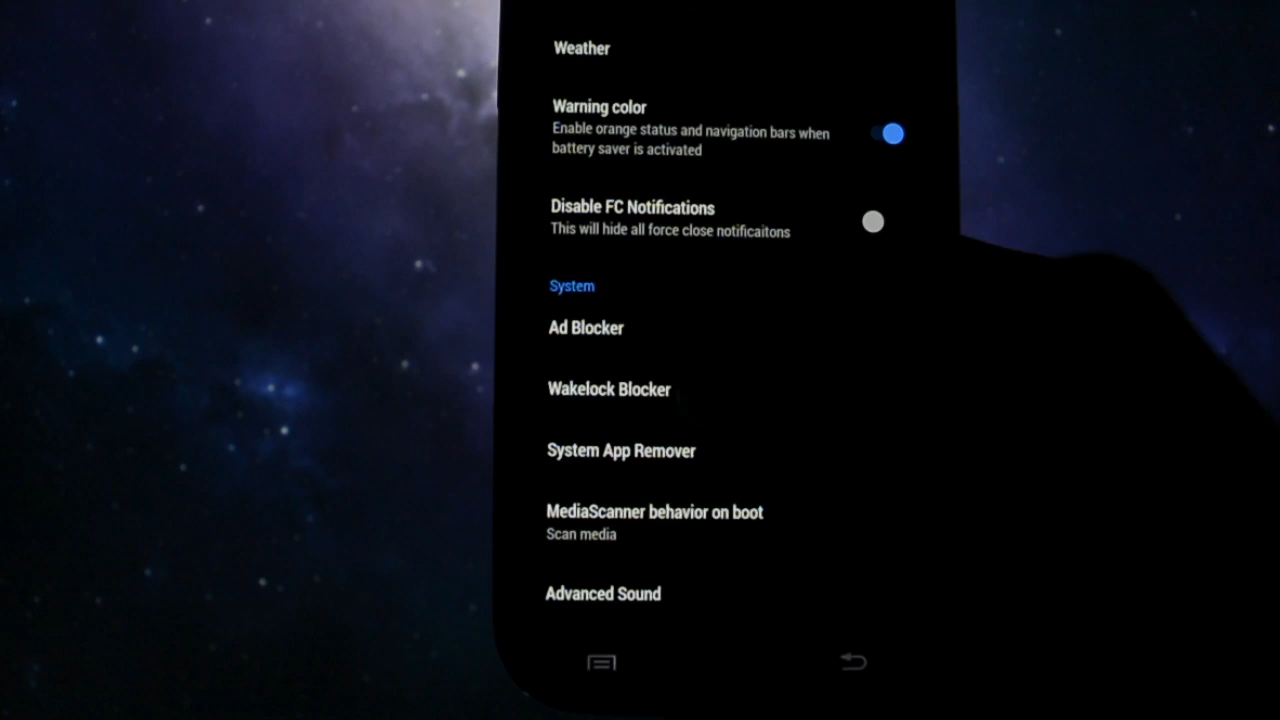 Weather
Warning color
Enable orange status and navigation bars when
battery saver is activated
Disable FC Notifications
This will hide all force close notificaitons
System
Ad Blocker
Wakelock Blocker
System App Remover
MediaScanner behavior on boot
Scan media
Advanced Sound